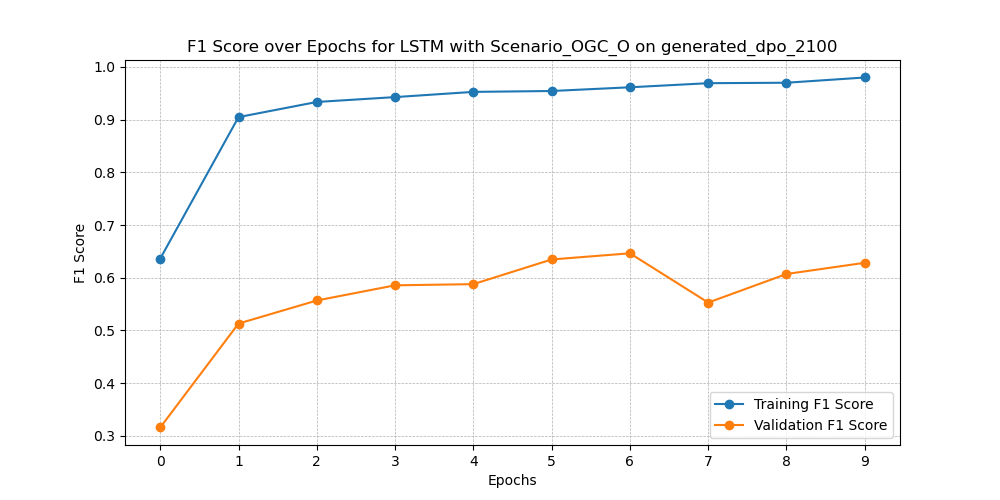 F1 Score over Epochs for LSTM with Scenario_OGC_O on generated_dpo_2100
F1 Score
1.0
0.9
0.8
0.7
0.6
0.5
0.4
0.3
Training F1 Score
Validation F1 Score
0 1 2 3 4 5 6 7 8 9
Epochs